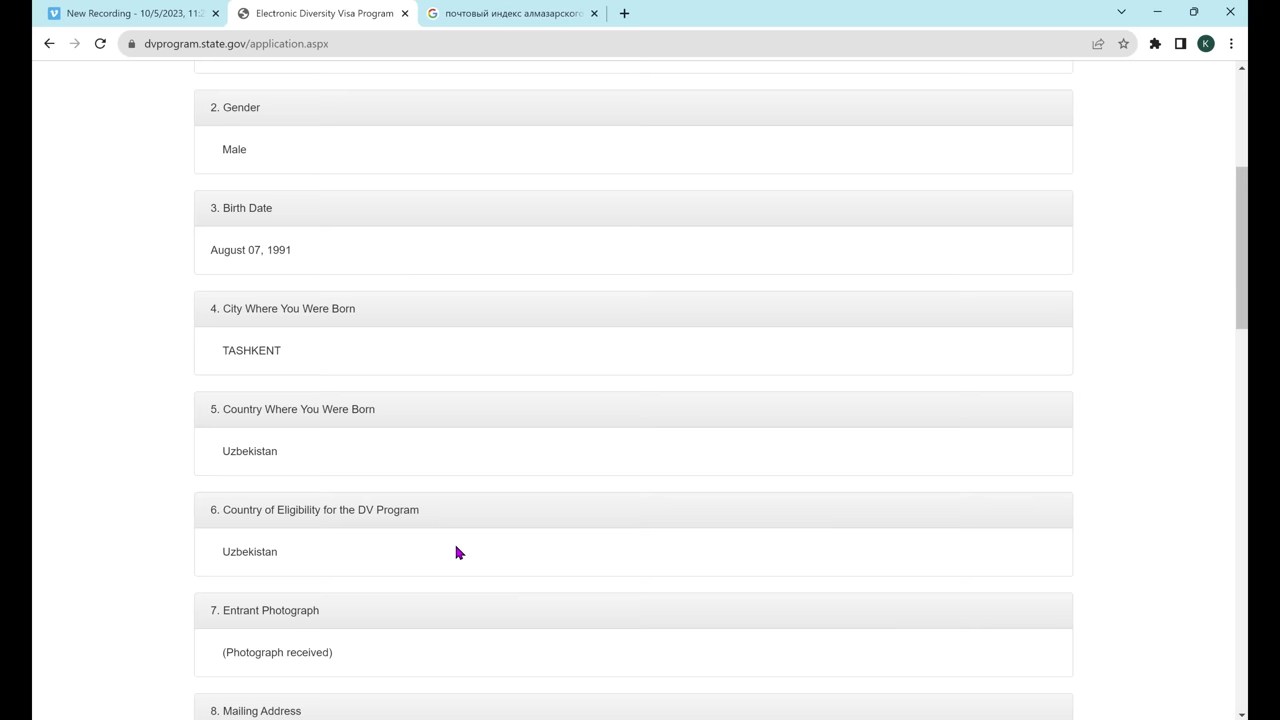 New Recording - 10/5/2023, 11:2
Electronic Diversity Visa Program
почтовый индекс алмазарского
dvprogram.state.gov/application.aspx
K
2. Gender
Male
3. Birth Date
August 07, 1991
4. City Where You Were Born
TASHKENT
5. Country Where You Were Born
Uzbekistan
6. Country of Eligibility for the DV Program
Uzbekistan
7. Entrant Photograph
(Photograph received)
8. Mailing Address